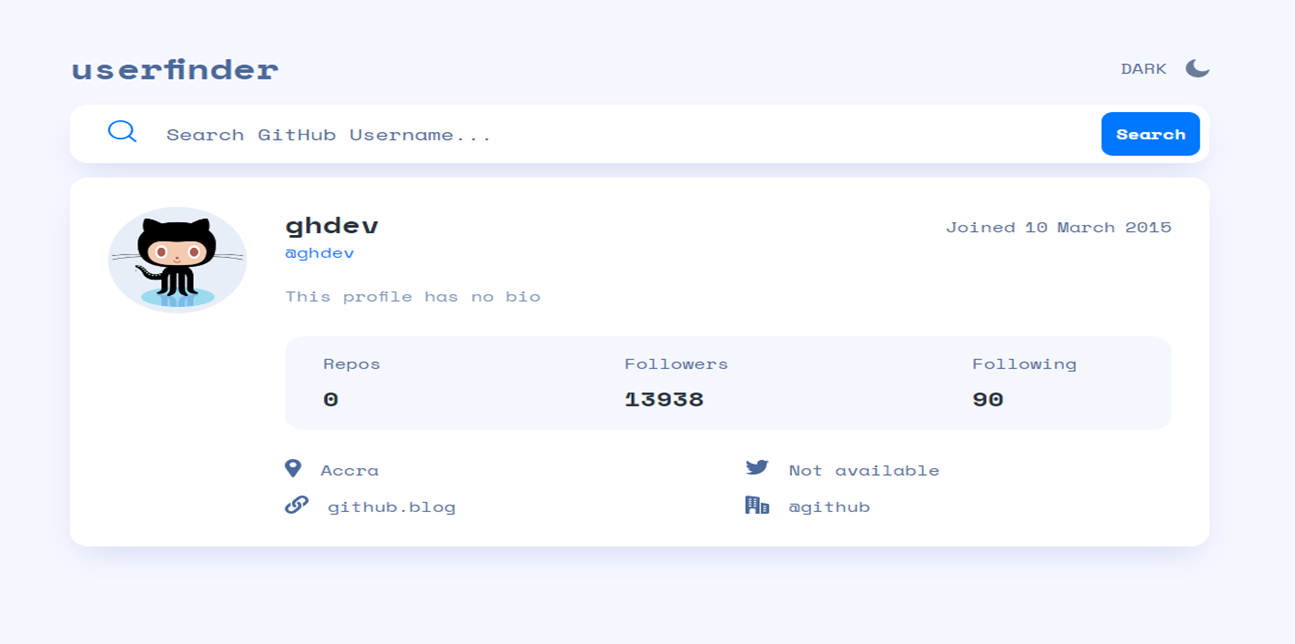 userfinder
DARK
Search GitHub Username...
Search
ghdev
Joined 10 March 2015
@ghdev
This profile has no bio
Repos Followers Following
0 13938 90
Accra Not available
github.blog @github